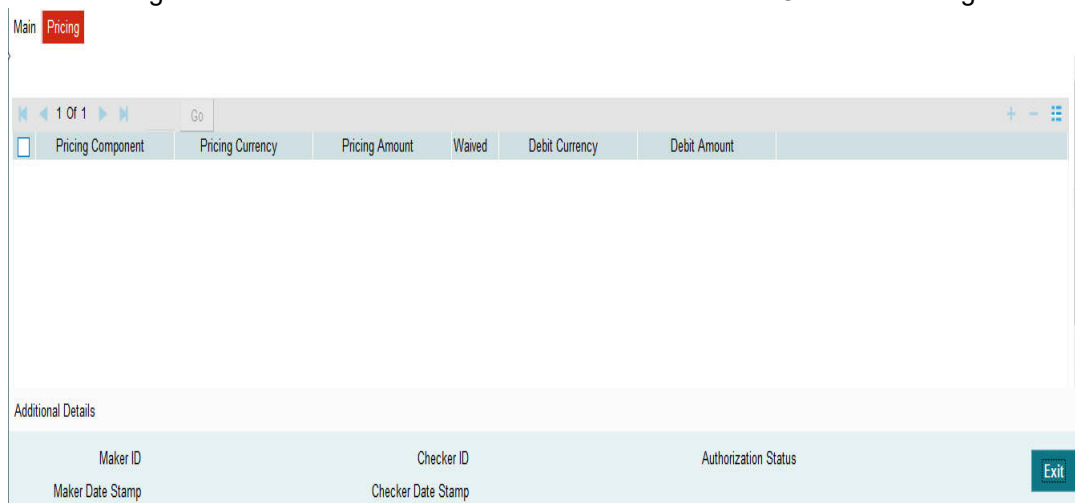 Main Pricing
1 Of 1 Go
Pricing Component Pricing Currency Pricing Amount Waived Debit Currency Debit Amount
Additional Details
Maker ID Checker ID Authorization Status
Exit
Maker Date Stamp Checker Date Stamp